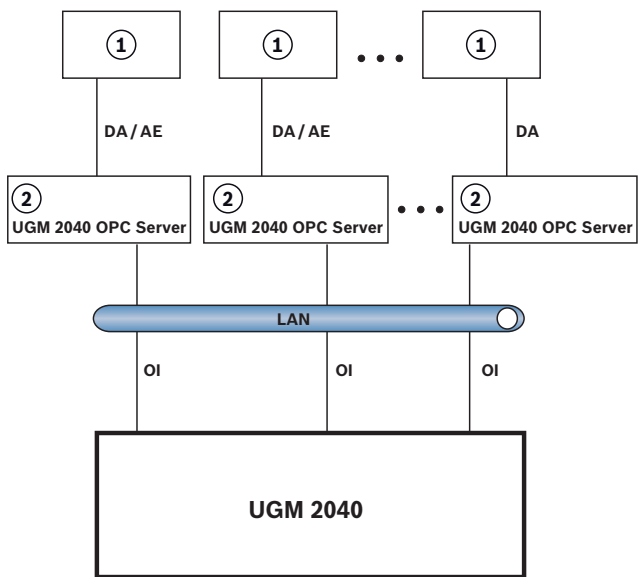 1
1
1
DA / AE
DA / AE
DA
2
UGM 2040 OPC Server
2
UGM 2040 OPC Server
2
UGM 2040 OPC Server
LAN
OI
OI
OI
UGM 2040